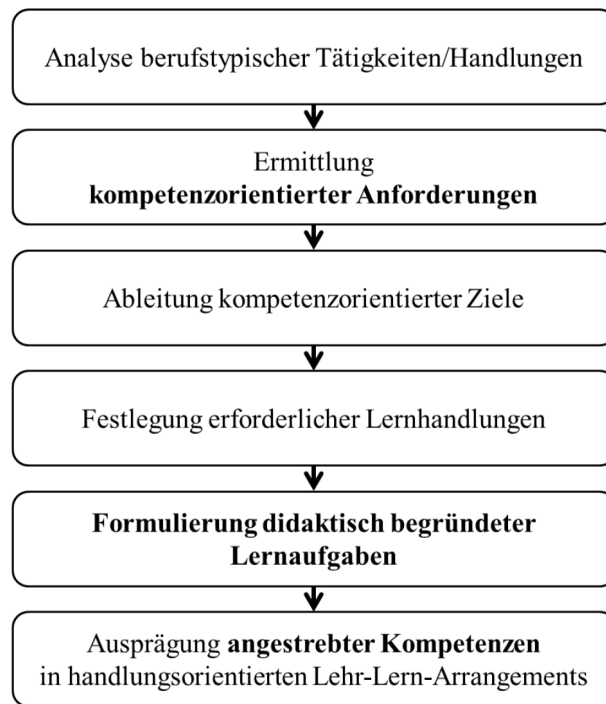 Analyse berufstypischer Tätigkeiten/Handlungen
Ermittlung
kompetenzorientierter Anforderungen
Ableitung kompetenzorientierter Ziele
Festlegung erforderlicher Lernhandlungen
Formulierung didaktisch begründeter
Lernaufgaben
Ausprägung angestrebter Kompetenzen
in handlungsorientierten Lehr-Lern-Arrangements